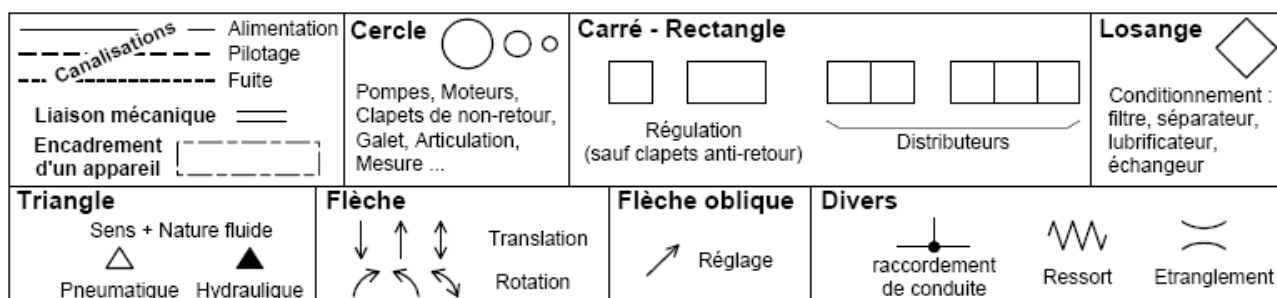 Canalisations
Alimentation
Pilotage
Fuite
Liaison mécanique
Encadrement
d'un appareil
Cercle
Pompes, Moteurs,
Clapets de non-retour,
Galet, Articulation,
Mesure ...
Carré - Rectangle
Régulation
(sauf clapets anti-retour)
Distributeurs
Losange
Conditionnement :
filtre, séparateur,
lubrificateur,
échangeur
Triangle
Sens + Nature fluide
Pneumatique Hydraulique
Flèche
Translation
Rotation
Flèche oblique
Réglage
Divers
raccordement
de conduite
Ressort
Etranglement